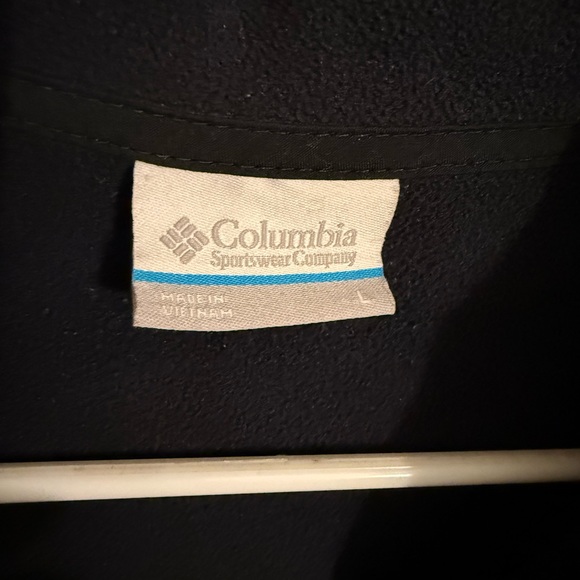 Columbia
Sportswear Company
MADE IN
VIETNAM
L